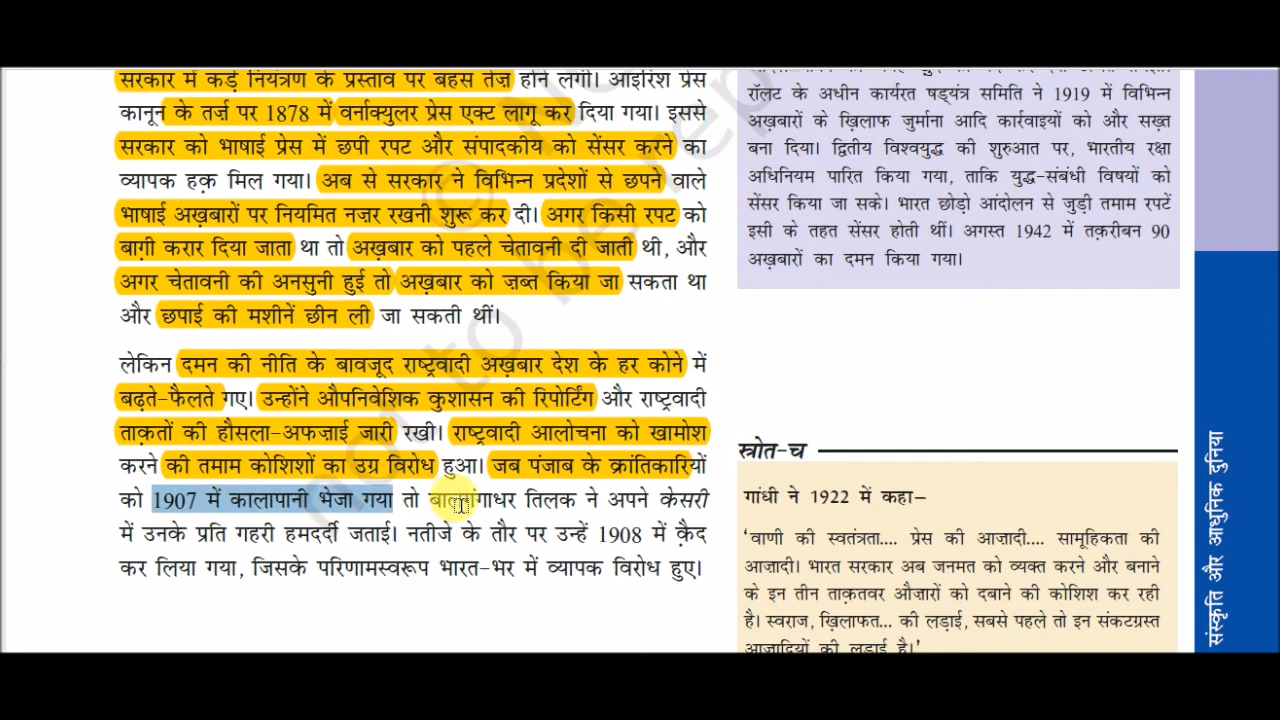 सरकार में कड़े नियंत्रण के प्रस्ताव पर बहस तेज़ होने लगी। आइरिश प्रेस
कानून के तर्ज़ पर 1878 में वर्नाक्युलर प्रेस एक्ट लागू कर दिया गया। इससे
सरकार को भाषाई प्रेस में छपी रपट और संपादकीय को सेंसर करने का
व्यापक हक़ मिल गया। अब से सरकार ने विभिन्न प्रदेशों से छपने वाले
भाषाई अख़बारों पर नियमित नज़र रखनी शुरू कर दी। अगर किसी रपट को
बाग़ी करार दिया जाता था तो अख़बार को पहले चेतावनी दी जाती थी, और
अगर चेतावनी की अनसुनी हुई तो अख़बार को ज़ब्त किया जा सकता था
और छपाई की मशीनें छीन ली जा सकती थीं।
लेकिन दमन की नीति के बावजूद राष्ट्रवादी अख़बार देश के हर कोने में
बढ़ते-फैलते गए। उन्होंने औपनिवेशिक कुशासन की रिपोर्टिंग और राष्ट्रवादी
ताक़तों की हौसला-अफज़ाई जारी रखी। राष्ट्रवादी आलोचना को खामोश
करने की तमाम कोशिशों का उग्र विरोध हुआ। जब पंजाब के क्रांतिकारियों
को 1907 में कालापानी भेजा गया तो बालगंगाधर तिलक ने अपने केसरी
में उनके प्रति गहरी हमदर्दी जताई। नतीजे के तौर पर उन्हें 1908 में क़ैद
कर लिया गया, जिसके परिणामस्वरूप भारत-भर में व्यापक विरोध हुए।
रॉलट के अधीन कार्यरत षड्यंत्र समिति ने 1919 में विभिन्न
अख़बारों के ख़िलाफ जुर्माना आदि कार्रवाइयों को और सख़्त
बना दिया। द्वितीय विश्वयुद्ध की शुरुआत पर, भारतीय रक्षा
अधिनियम पारित किया गया, ताकि युद्ध-संबंधी विषयों को
सेंसर किया जा सके। भारत छोड़ो आंदोलन से जुड़ी तमाम रपटें
इसी के तहत सेंसर होती थीं। अगस्त 1942 में तक़रीबन 90
अख़बारों का दमन किया गया।
स्रोत-च
गांधी ने 1922 में कहा–
‘वाणी की स्वतंत्रता.... प्रेस की आज़ादी.... सामूहिकता की
आज़ादी। भारत सरकार अब जनमत को व्यक्त करने और बनाने
के इन तीन ताक़तवर औज़ारों को दबाने की कोशिश कर रही
है। स्वराज, ख़िलाफत... की लड़ाई, सबसे पहले तो इन संकटग्रस्त
आज़ादियों की लड़ाई है।’
संस्कृति और आधुनिक दुनिया